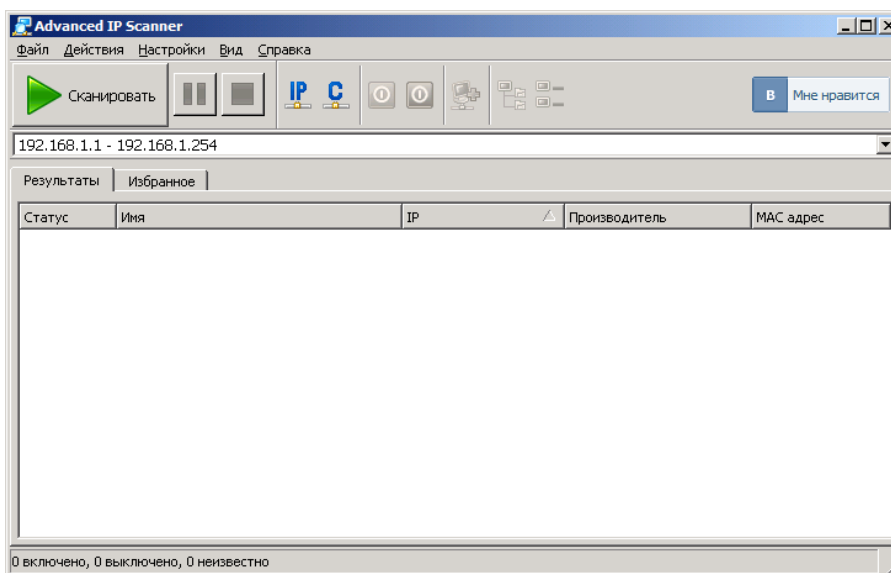 Advanced IP Scanner
Файл Действия Настройки Вид Справка
Сканировать IP C B Мне нравится
192.168.1.1 - 192.168.1.254
Результаты Избранное
Статус Имя IP Производитель MAC адрес
0 включено, 0 выключено, 0 неизвестно